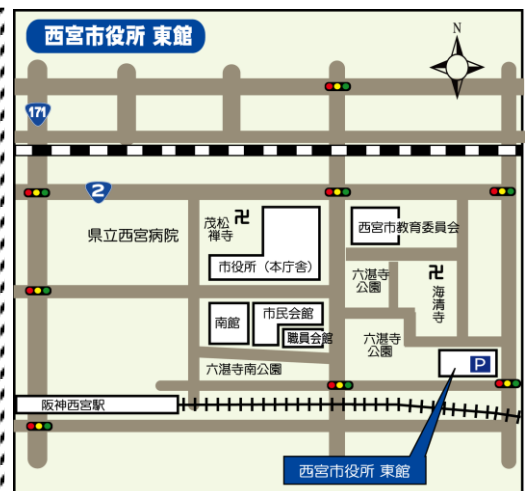 西宮市役所 東館
N
171
2
県立西宮病院
茂松
禅寺
卍
市役所（本庁舎）
西宮市教育委員会
六湛寺
公園
卍
海清寺
南館
市民会館
職員会館
六湛寺
公園
六湛寺南公園
P
阪神西宮駅
西宮市役所 東館